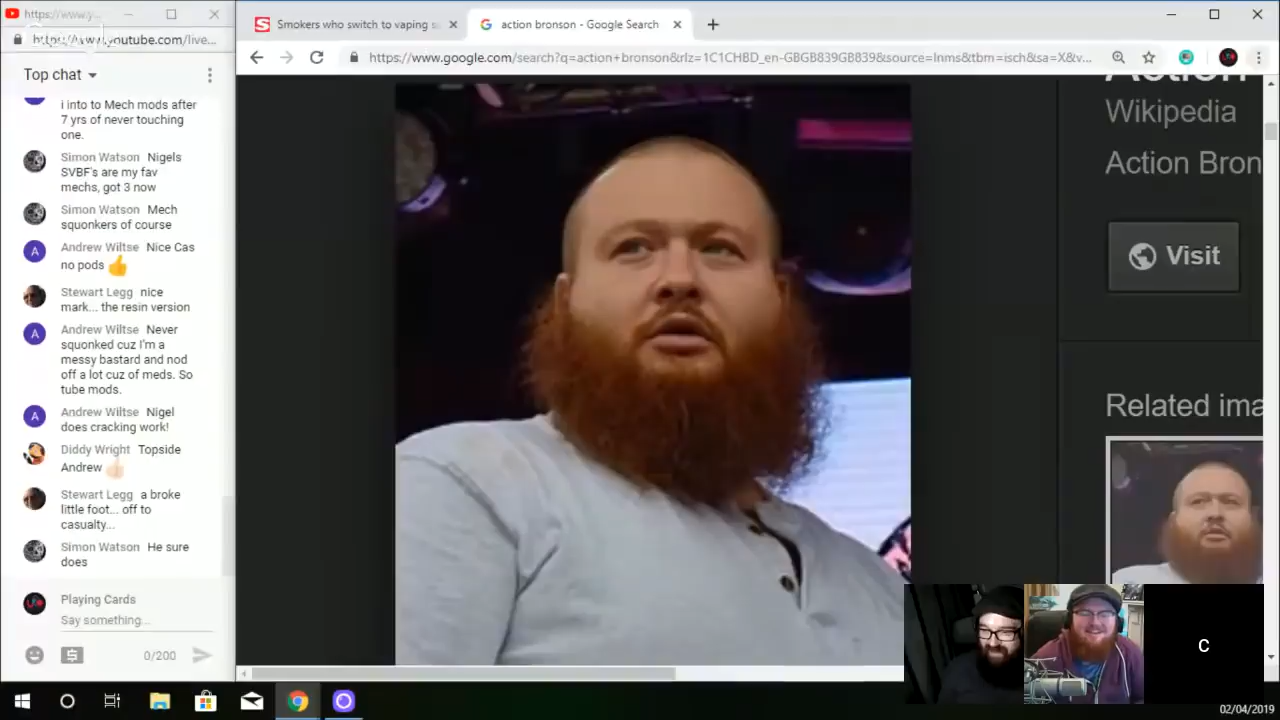 https://www.y...
https://www.youtube.com/live...
Top chat
i into to Mech mods after
7 yrs of never touching
one.
Simon Watson Nigels
SVBF's are my fav
mechs, got 3 now
Simon Watson Mech
squonkers of course
Andrew Wiltse Nice Cas
no pods 👍
Stewart Legg nice
mark... the resin version
Andrew Wiltse Never
squonked cuz I'm a
messy bastard and nod
off a lot cuz of meds. So
tube mods.
Andrew Wiltse Nigel
does cracking work!
Diddy Wright Topside
Andrew 👍🏻
Stewart Legg a broke
little foot... off to
casualty...
Simon Watson He sure
does
Playing Cards
Say something...
0/200
Smokers who switch to vaping s
action bronson - Google Search
https://www.google.com/search?q=action+bronson&rlz=1C1CHBD_en-GBGB839GB839&source=lnms&tbm=isch&sa=X&v...
Action
Wikipedia
Action Bron
Visit
Related ima
C
02/04/2019